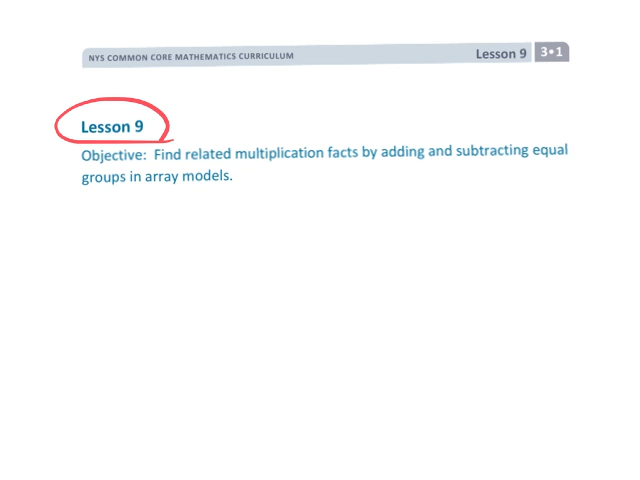 NYS COMMON CORE MATHEMATICS CURRICULUM Lesson 9 3•1
Lesson 9
Objective: Find related multiplication facts by adding and subtracting equal
groups in array models.